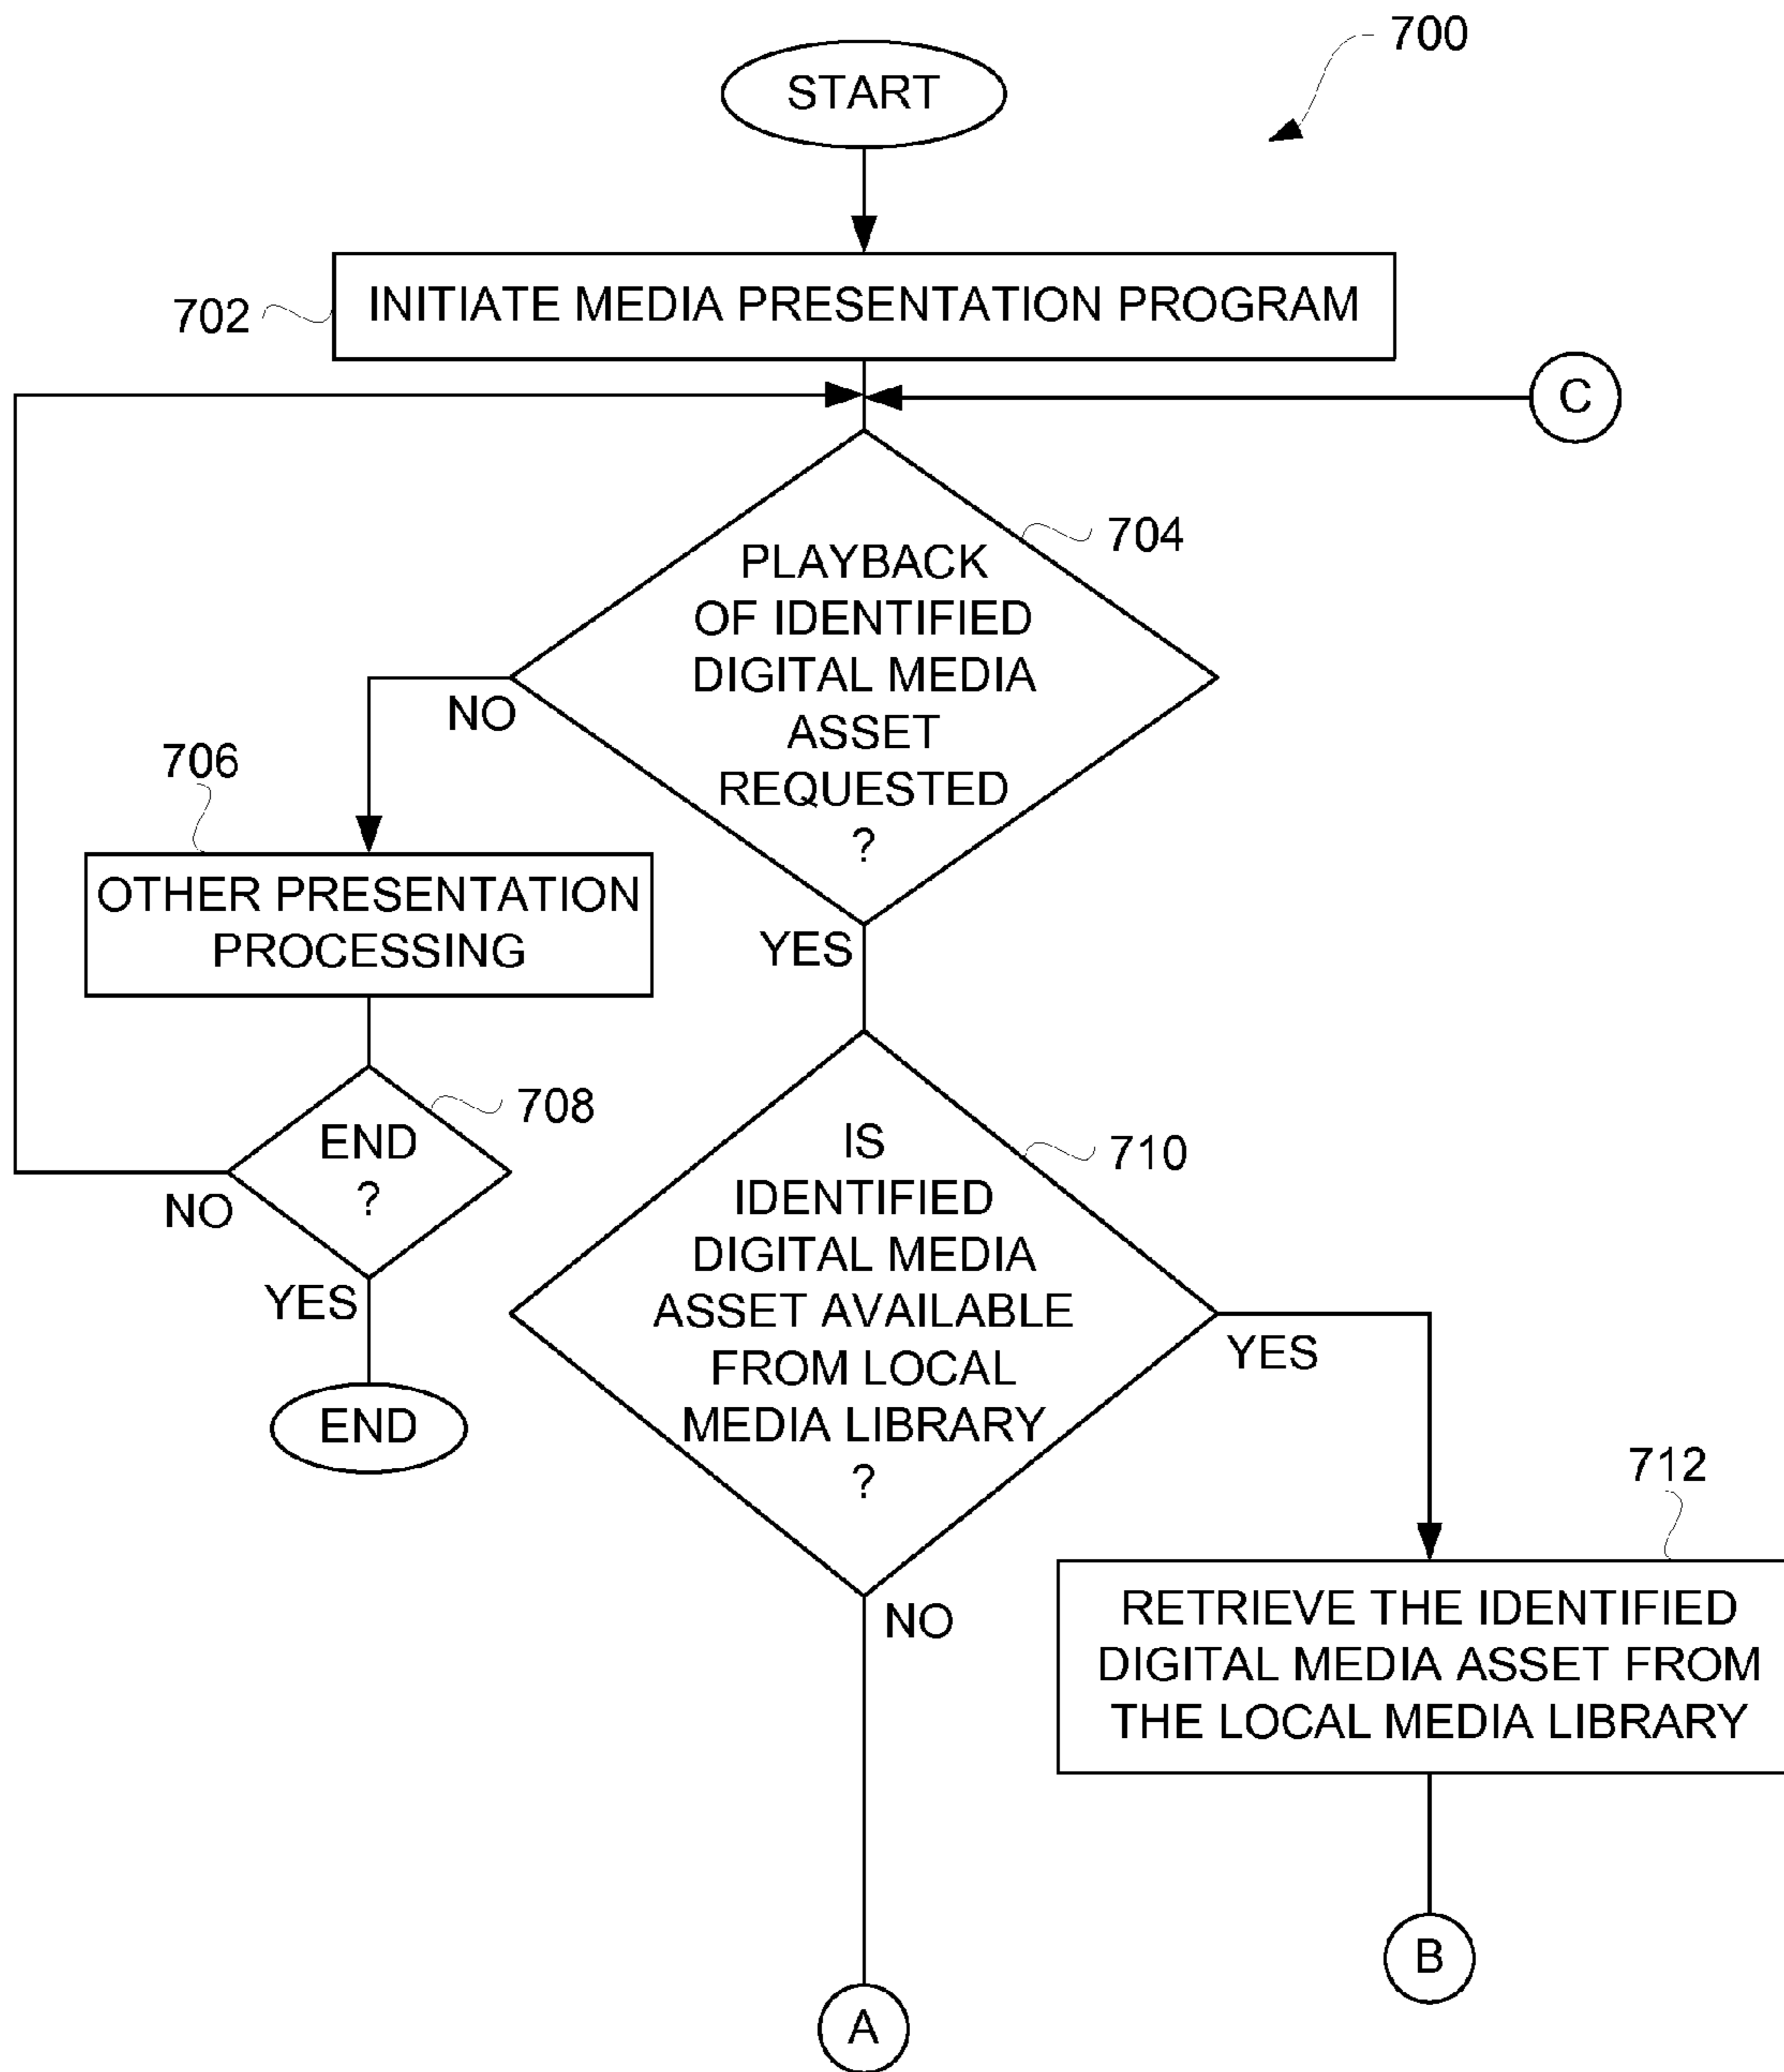 700
START
702
INITIATE MEDIA PRESENTATION PROGRAM
C
704
PLAYBACK
OF IDENTIFIED
DIGITAL MEDIA
ASSET
REQUESTED
?
NO
YES
706
OTHER PRESENTATION
PROCESSING
708
END
?
NO
YES
END
710
IS
IDENTIFIED
DIGITAL MEDIA
ASSET AVAILABLE
FROM LOCAL
MEDIA LIBRARY
?
YES
NO
712
RETRIEVE THE IDENTIFIED
DIGITAL MEDIA ASSET FROM
THE LOCAL MEDIA LIBRARY
B
A